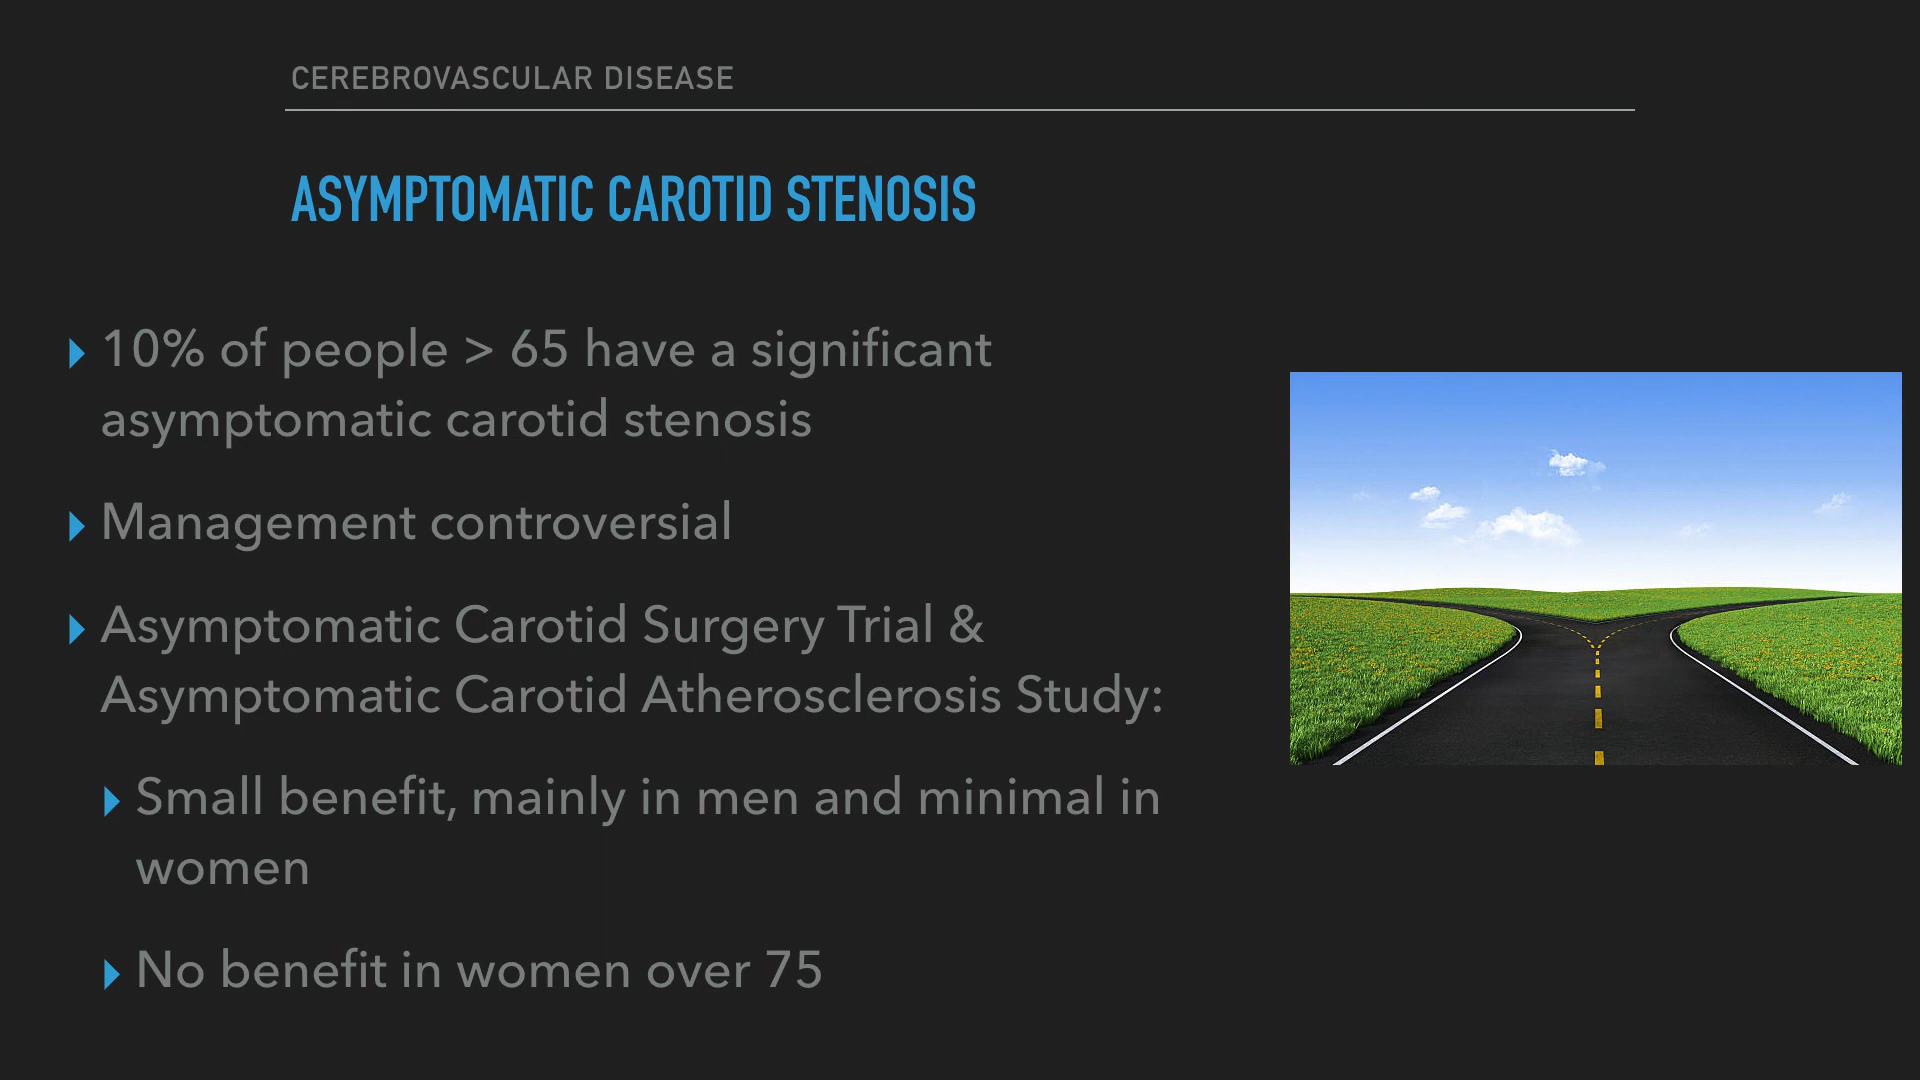 CEREBROVASCULAR DISEASE
ASYMPTOMATIC CAROTID STENOSIS
10% of people > 65 have a significant
asymptomatic carotid stenosis
Management controversial
Asymptomatic Carotid Surgery Trial &
Asymptomatic Carotid Atherosclerosis Study:
Small benefit, mainly in men and minimal in
women
No benefit in women over 75